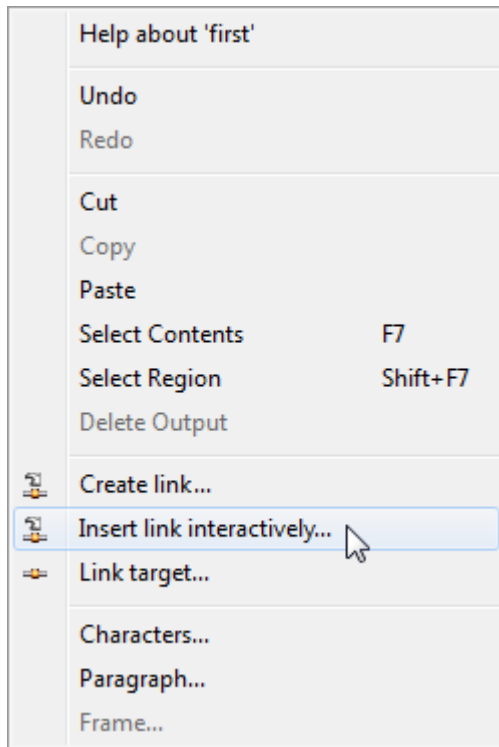 Help about 'first'
Undo
Redo
Cut
Copy
Paste
Select Contents F7
Select Region Shift+F7
Delete Output
Create link...
Insert link interactively...
Link target...
Characters...
Paragraph...
Frame...